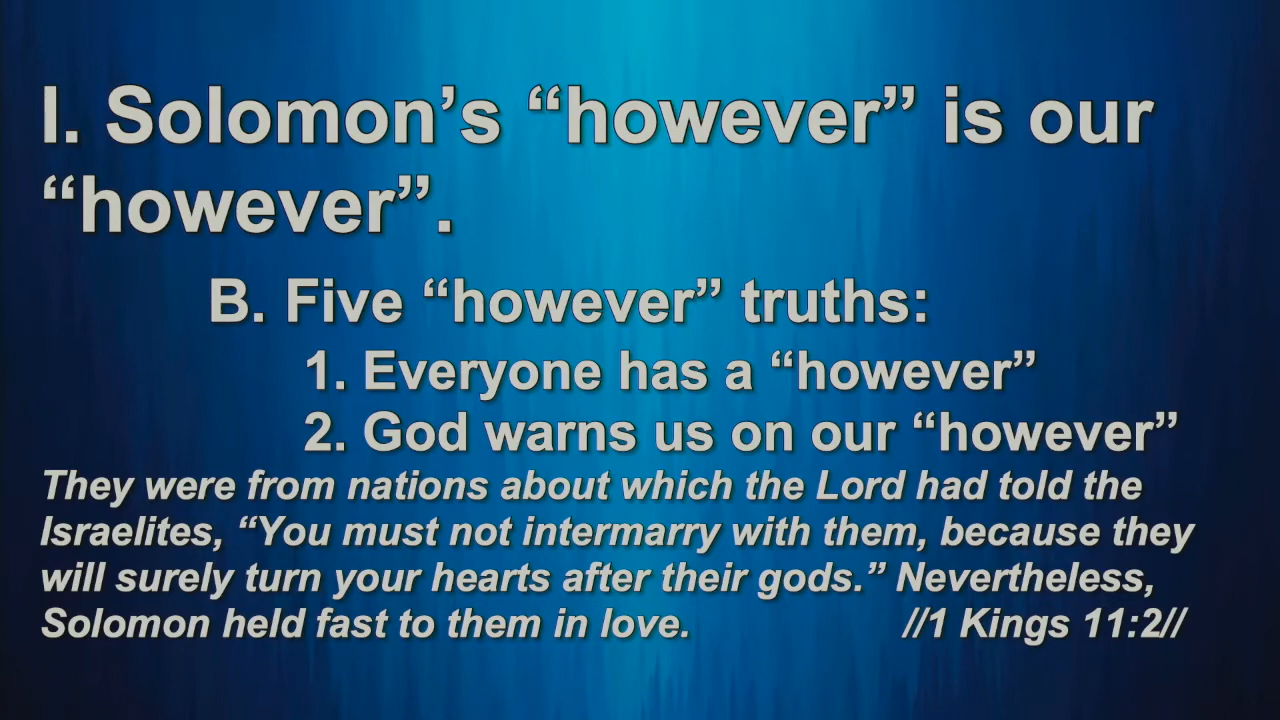 I. Solomon’s “however” is our
“however”.
B. Five “however” truths:
1. Everyone has a “however”
2. God warns us on our “however”
They were from nations about which the Lord had told the
Israelites, “You must not intermarry with them, because they
will surely turn your hearts after their gods.” Nevertheless,
Solomon held fast to them in love. //1 Kings 11:2//